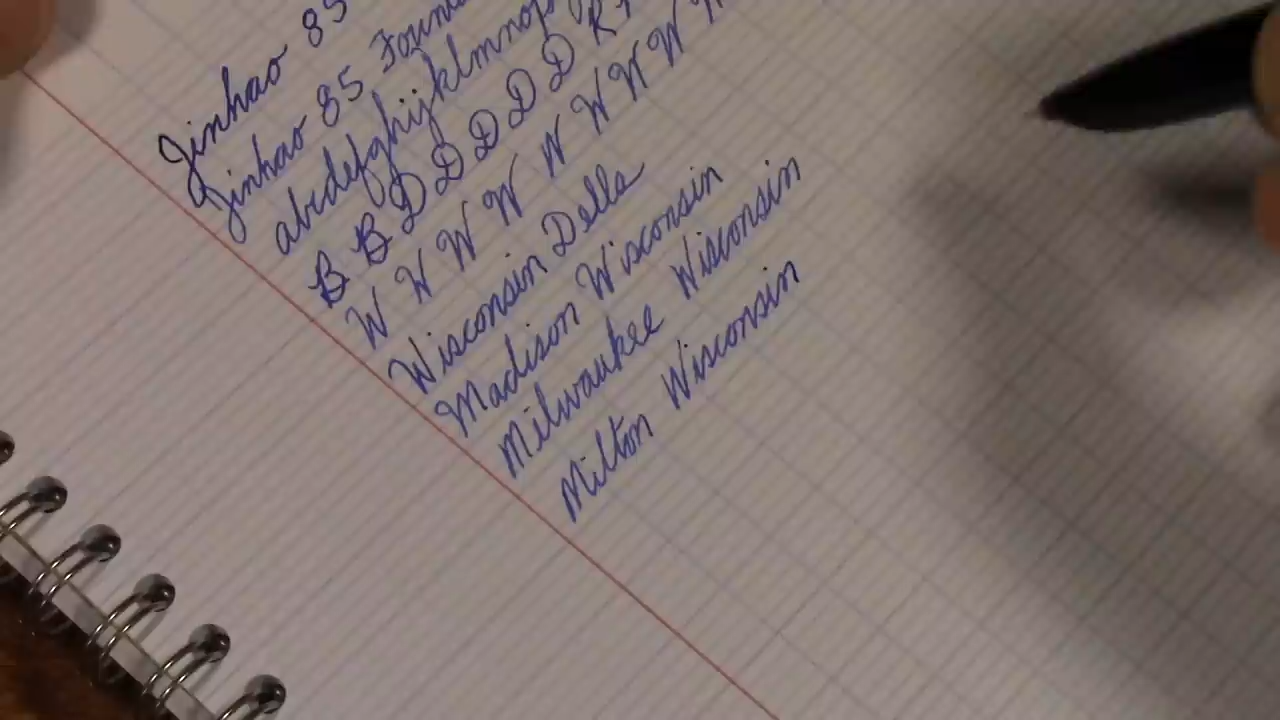 Jinhao 85
Jinhao 85
abcdefghijklmnop
B B D D D D D R
W W W W W W W W
Wisconsin Dells
Madison Wisconsin
Milwaukee Wisconsin
Milton Wisconsin